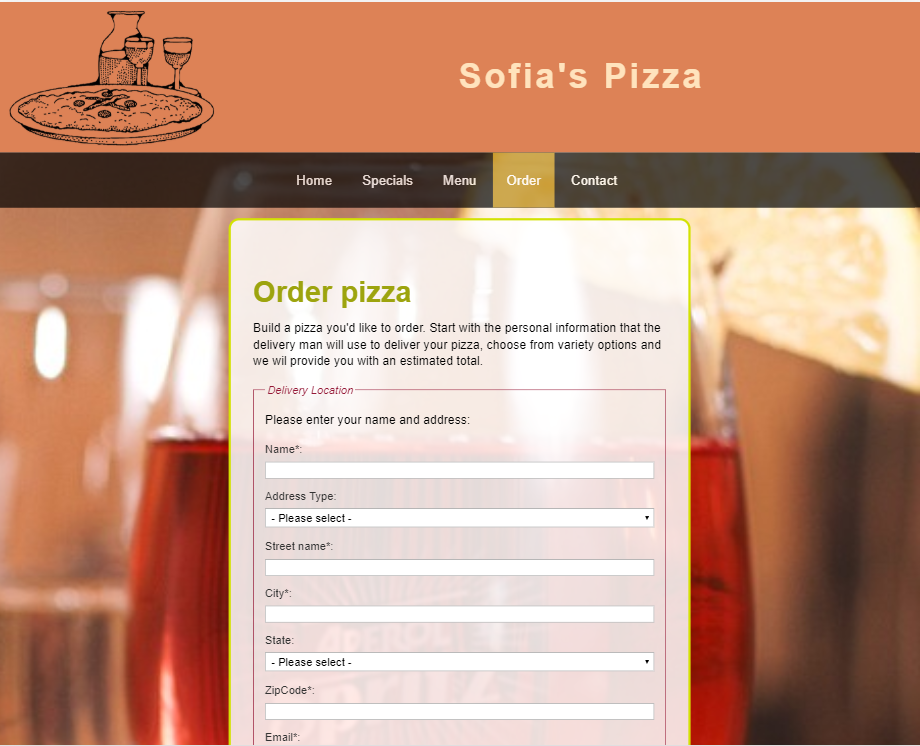 Sofia's Pizza
Home Specials Menu Order Contact
Order pizza
Build a pizza you'd like to order. Start with the personal information that the
delivery man will use to deliver your pizza, choose from variety options and
we wil provide you with an estimated total.
Delivery Location
Please enter your name and address:
Name*:
Address Type:
- Please select -
Street name*:
City*:
State:
- Please select -
APEROL
Spritz
ZipCode*:
Email*: